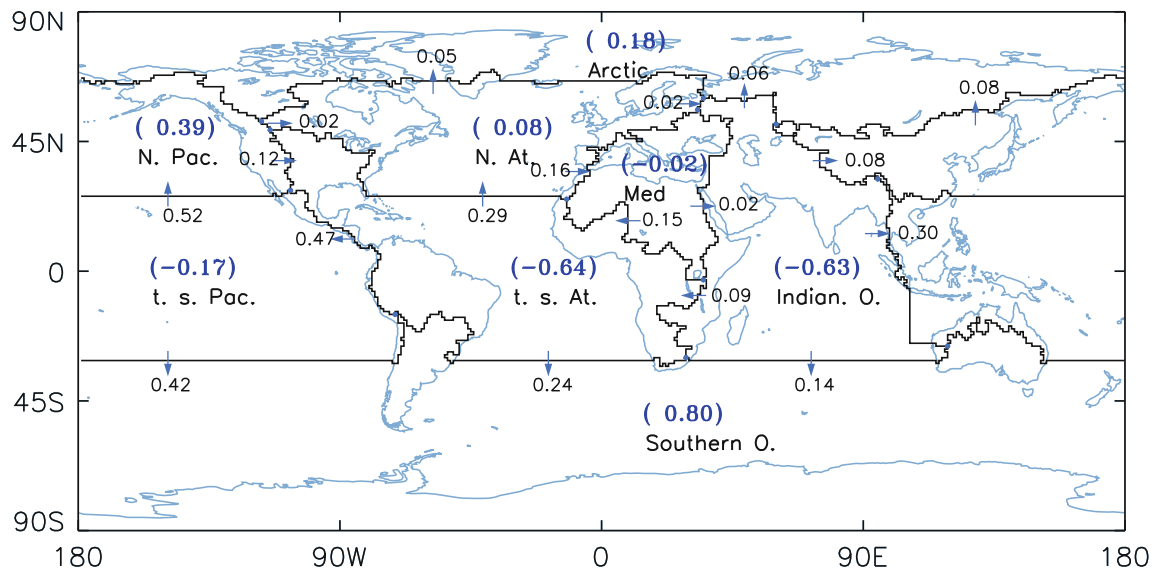 90N
( 0.18)
0.05
Arctic
0.06
0.08
0.02
( 0.39)
0.02
( 0.08)
45N
N. Pac.
0.12
N. At.
0.16
(-0.02)
0.08
Med
0.52
0.29
0.15
0.02
0.47
0.30
0
(-0.17)
(-0.64)
(-0.63)
t. s. Pac.
t. s. At.
0.09
Indian. O.
0.42
0.24
0.14
45S
( 0.80)
Southern O.
90S
180
90W
0
90E
180